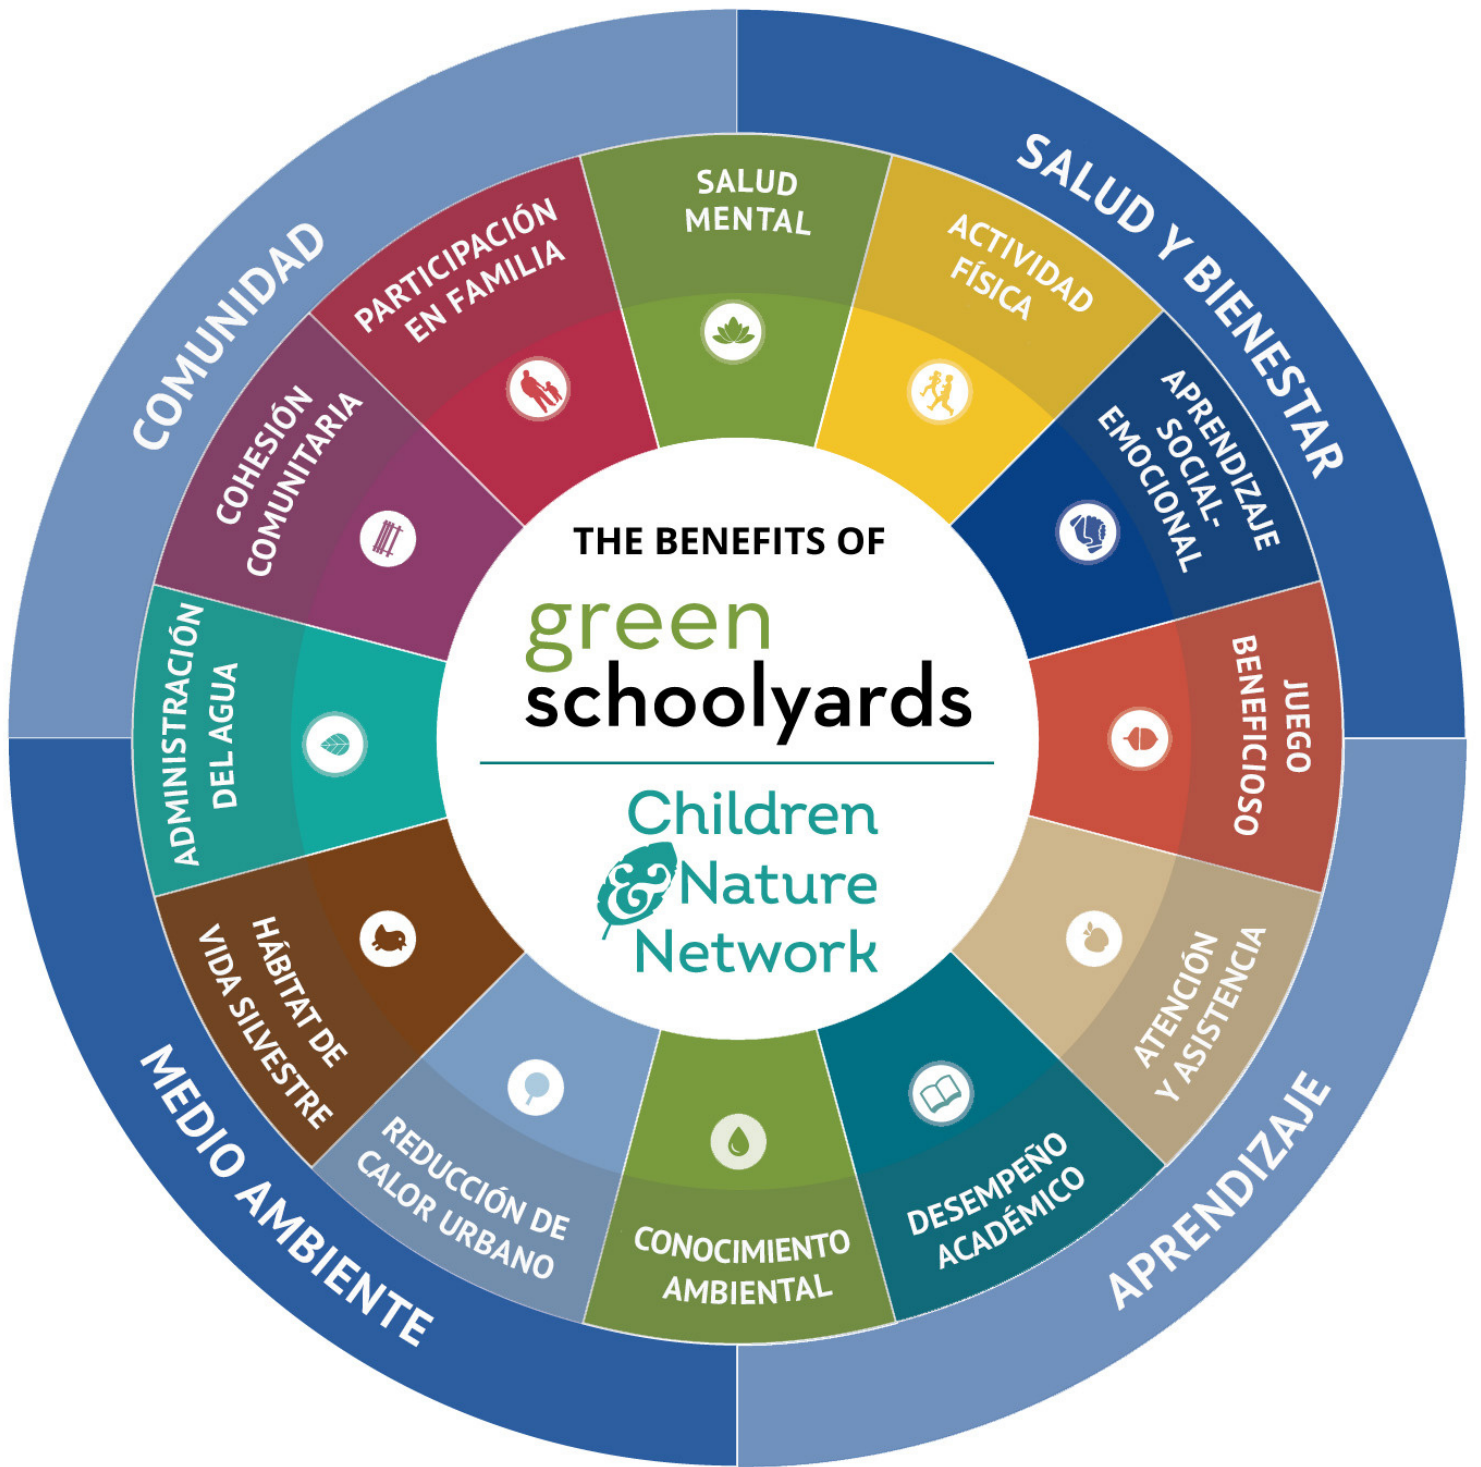 THE BENEFITS OF
green
schoolyards
Children
& Nature
Network
COMUNIDAD
SALUD Y BIENESTAR
APRENDIZAJE
MEDIO AMBIENTE
SALUD
MENTAL
ACTIVIDAD
FÍSICA
APRENDIZAJE
SOCIAL-
EMOCIONAL
JUEGO
BENEFICIOSO
ATENCIÓN
Y ASISTENCIA
DESEMPEÑO
ACADÉMICO
CONOCIMIENTO
AMBIENTAL
REDUCCIÓN DE
CALOR URBANO
HÁBITAT DE
VIDA SILVESTRE
ADMINISTRACIÓN
DEL AGUA
COHESIÓN
COMUNITARIA
PARTICIPACIÓN
EN FAMILIA